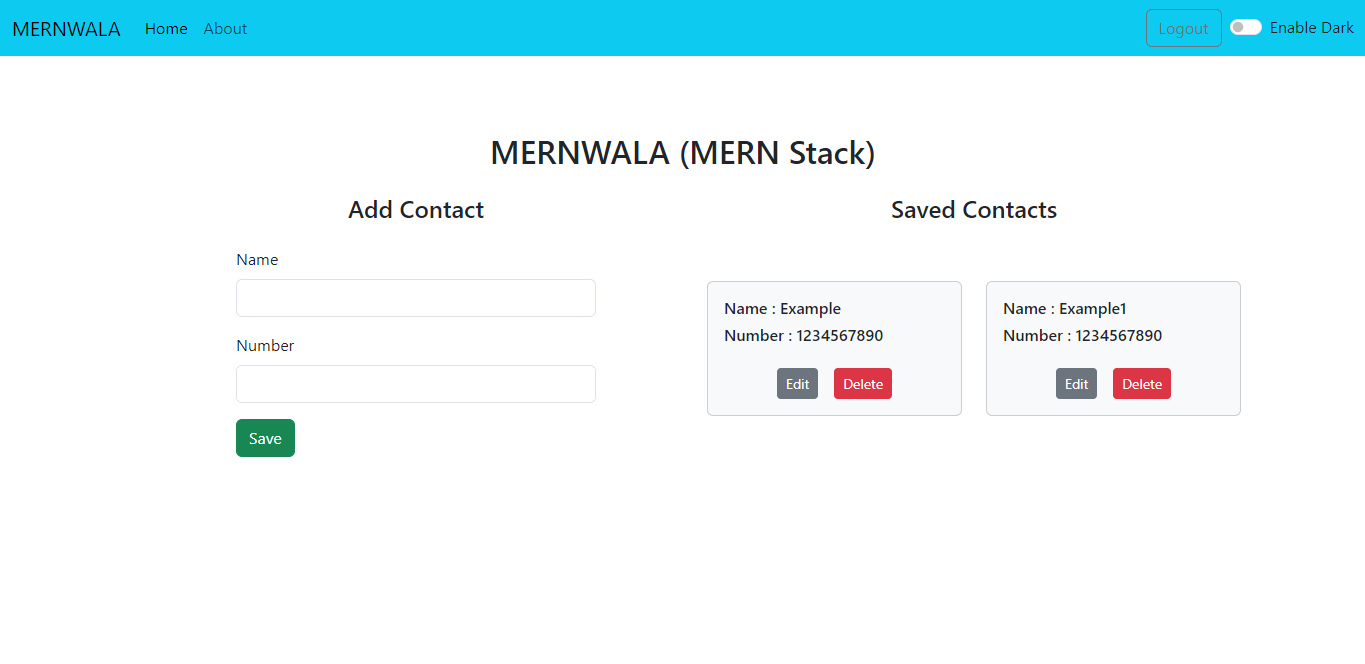 MERNWALA Home About Logout Enable Dark
MERNWALA (MERN Stack)
Add Contact
Name
Number
Save
Saved Contacts
Name : Example
Number : 1234567890
Edit Delete
Name : Example1
Number : 1234567890
Edit Delete